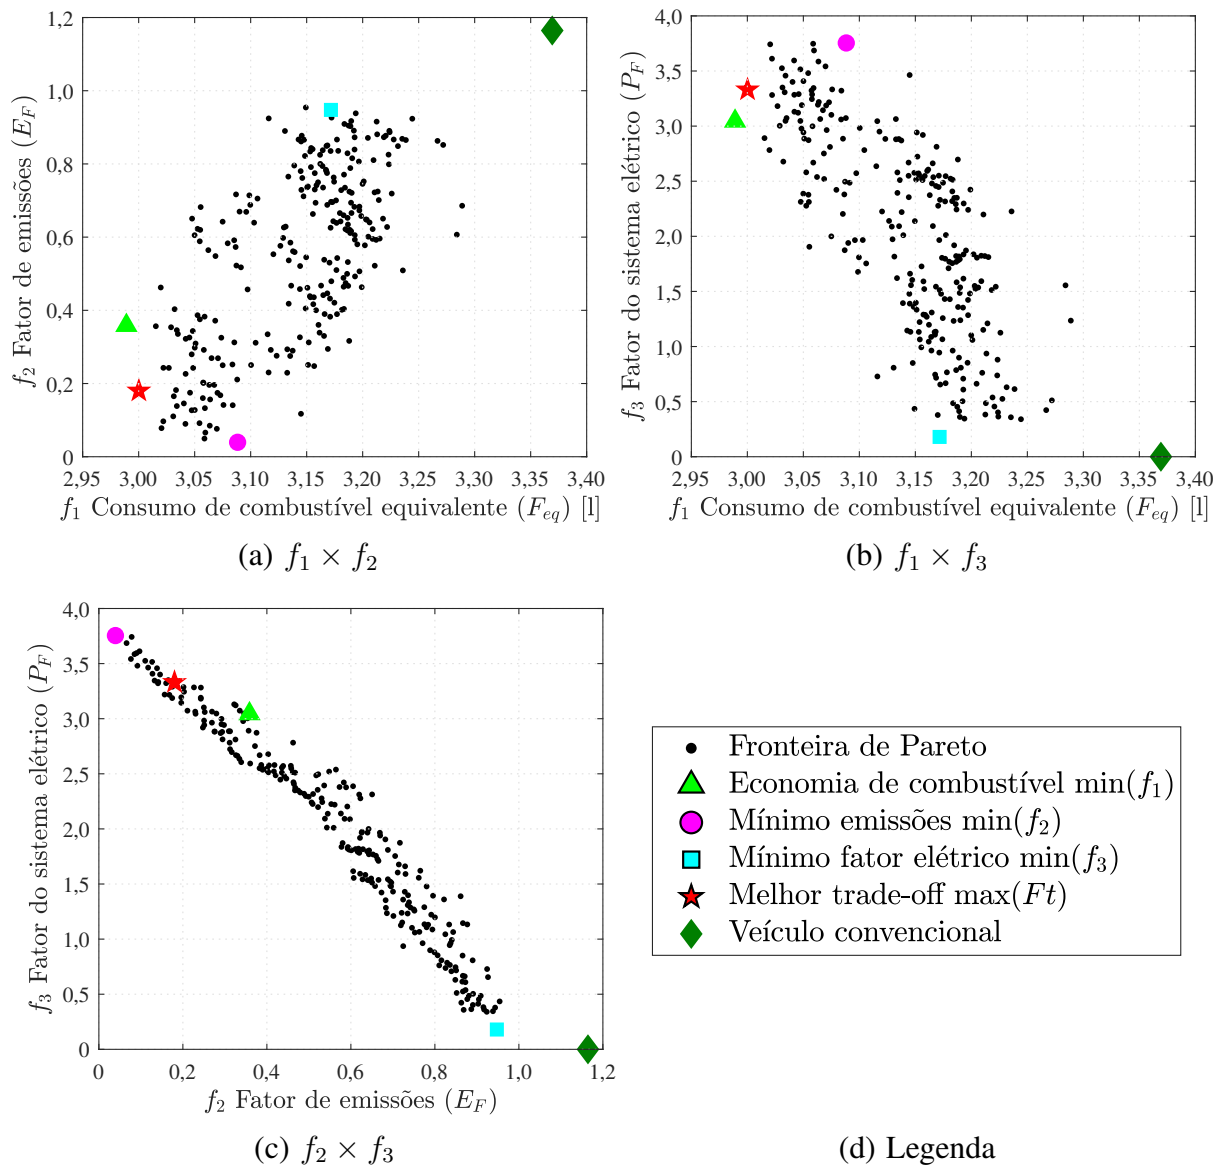 1,2
1,0
0,8
0,6
0,4
0,2
0
f2 Fator de emissões (EF)
2,95 3,00 3,05 3,10 3,15 3,20 3,25 3,30 3,35 3,40
f1 Consumo de combustível equivalente (Feq) [l]
(a) f1 × f2
4,0
3,5
3,0
2,5
2,0
1,5
1,0
0,5
0
f3 Fator do sistema elétrico (PF)
2,95 3,00 3,05 3,10 3,15 3,20 3,25 3,30 3,35 3,40
f1 Consumo de combustível equivalente (Feq) [l]
(b) f1 × f3
4,0
3,5
3,0
2,5
2,0
1,5
1,0
0,5
0
f3 Fator do sistema elétrico (PF)
0 0,2 0,4 0,6 0,8 1,0 1,2
f2 Fator de emissões (EF)
(c) f2 × f3
Fronteira de Pareto
Economia de combustível min(f1)
Mínimo emissões min(f2)
Mínimo fator elétrico min(f3)
Melhor trade-off max(Ft)
Veículo convencional
(d) Legenda